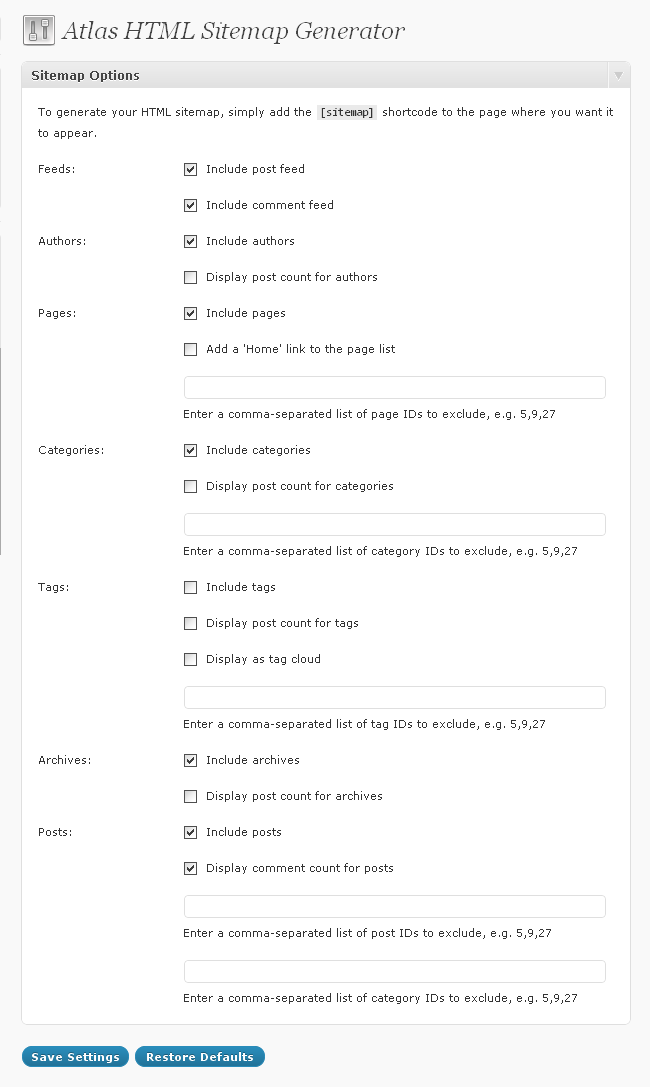 Atlas HTML Sitemap Generator
Sitemap Options
To generate your HTML sitemap, simply add the [sitemap] shortcode to the page where you want it
to appear.
Feeds: Include post feed
Include comment feed
Authors: Include authors
Display post count for authors
Pages: Include pages
Add a 'Home' link to the page list
Enter a comma-separated list of page IDs to exclude, e.g. 5,9,27
Categories: Include categories
Display post count for categories
Enter a comma-separated list of category IDs to exclude, e.g. 5,9,27
Tags: Include tags
Display post count for tags
Display as tag cloud
Enter a comma-separated list of tag IDs to exclude, e.g. 5,9,27
Archives: Include archives
Display post count for archives
Posts: Include posts
Display comment count for posts
Enter a comma-separated list of post IDs to exclude, e.g. 5,9,27
Enter a comma-separated list of category IDs to exclude, e.g. 5,9,27
Save Settings Restore Defaults